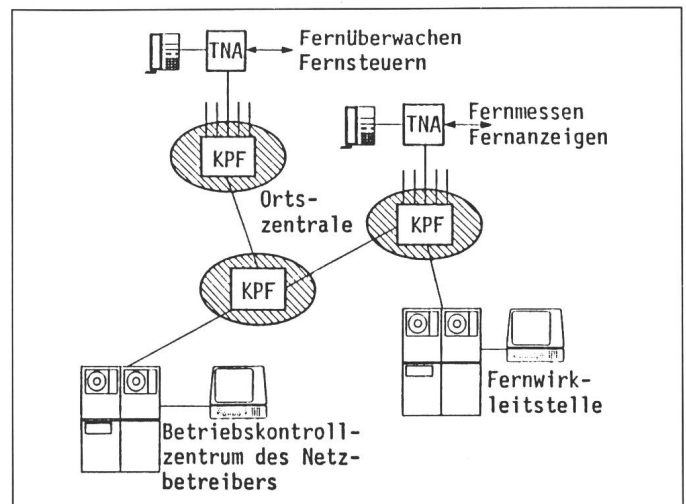 TNA
Fernüberwachen
Fernsteuern
TNA
Fernmessen
Fernanzeigen
KPF
Orts-
zentrale
KPF
KPF
Fernwirk-
leitstelle
Betriebskontroll-
zentrum des Netz-
betreibers